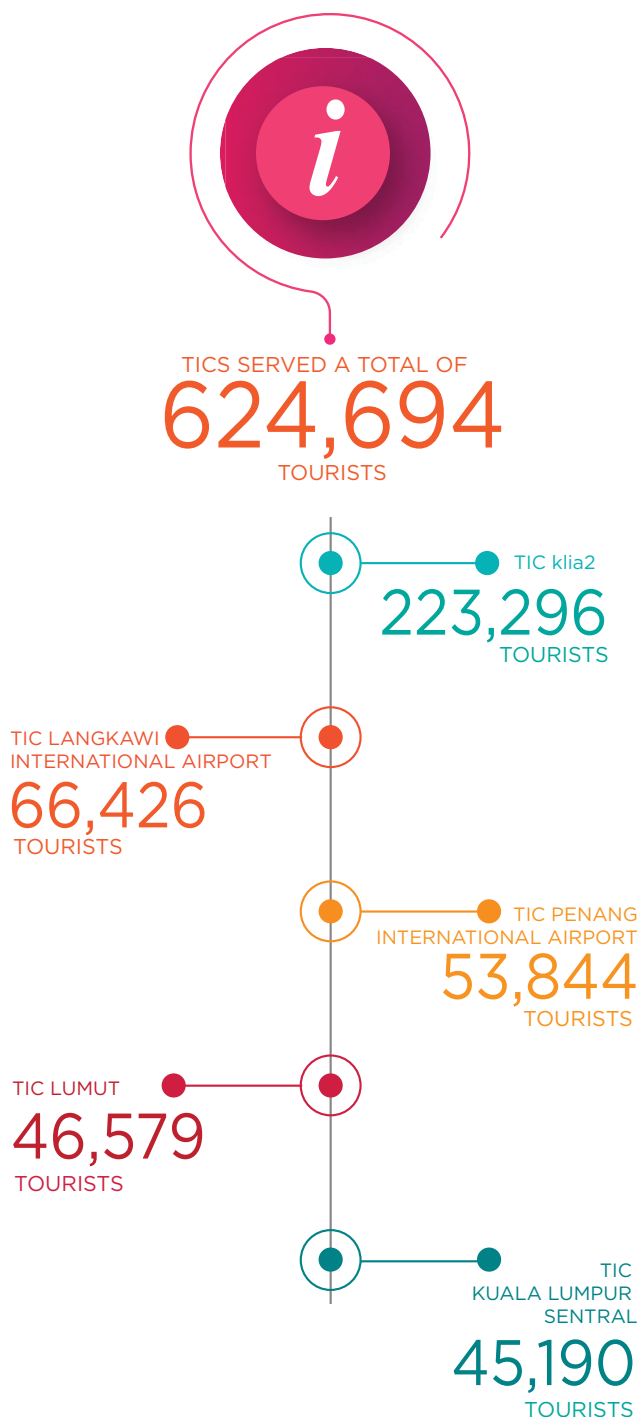 i
TICS SERVED A TOTAL OF
624,694
TOURISTS
TIC klia2
223,296
TOURISTS
TIC LANGKAWI
INTERNATIONAL AIRPORT
66,426
TOURISTS
TIC PENANG
INTERNATIONAL AIRPORT
53,844
TOURISTS
TIC LUMUT
46,579
TOURISTS
TIC
KUALA LUMPUR
SENTRAL
45,190
TOURISTS